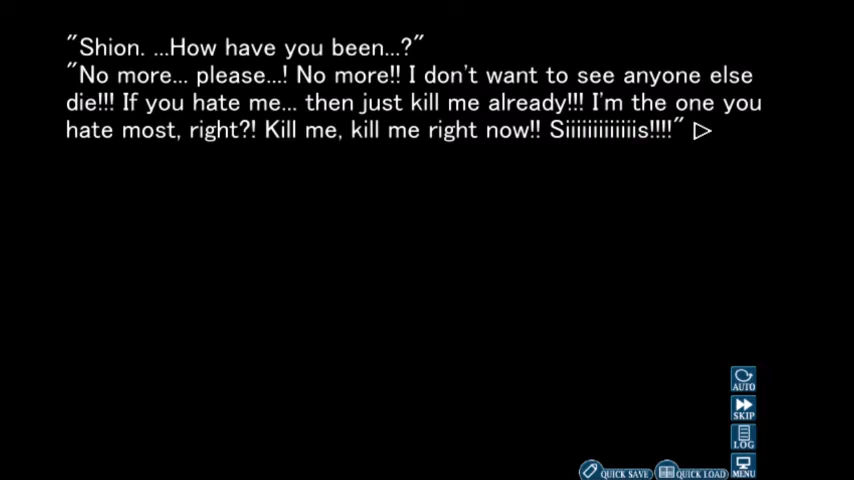 "Shion. ...How have you been...?"
"No more... please...! No more!! I don't want to see anyone else
die!!! If you hate me... then just kill me already!!! I'm the one you
hate most, right?! Kill me, kill me right now!! Siiiiiiiiiiiiis!!!!" ▷
AUTO
SKIP
LOG
MENU
QUICK SAVE
QUICK LOAD